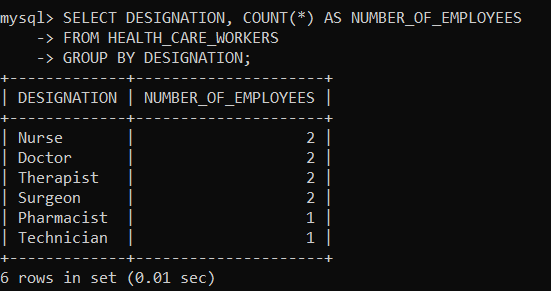 mysql> SELECT DESIGNATION, COUNT(*) AS NUMBER_OF_EMPLOYEES
    -> FROM HEALTH_CARE_WORKERS
    -> GROUP BY DESIGNATION;
+-------------+---------------------+
| DESIGNATION | NUMBER_OF_EMPLOYEES |
+-------------+---------------------+
| Nurse       |                   2 |
| Doctor      |                   2 |
| Therapist   |                   2 |
| Surgeon     |                   2 |
| Pharmacist  |                   1 |
| Technician  |                   1 |
+-------------+---------------------+
6 rows in set (0.01 sec)